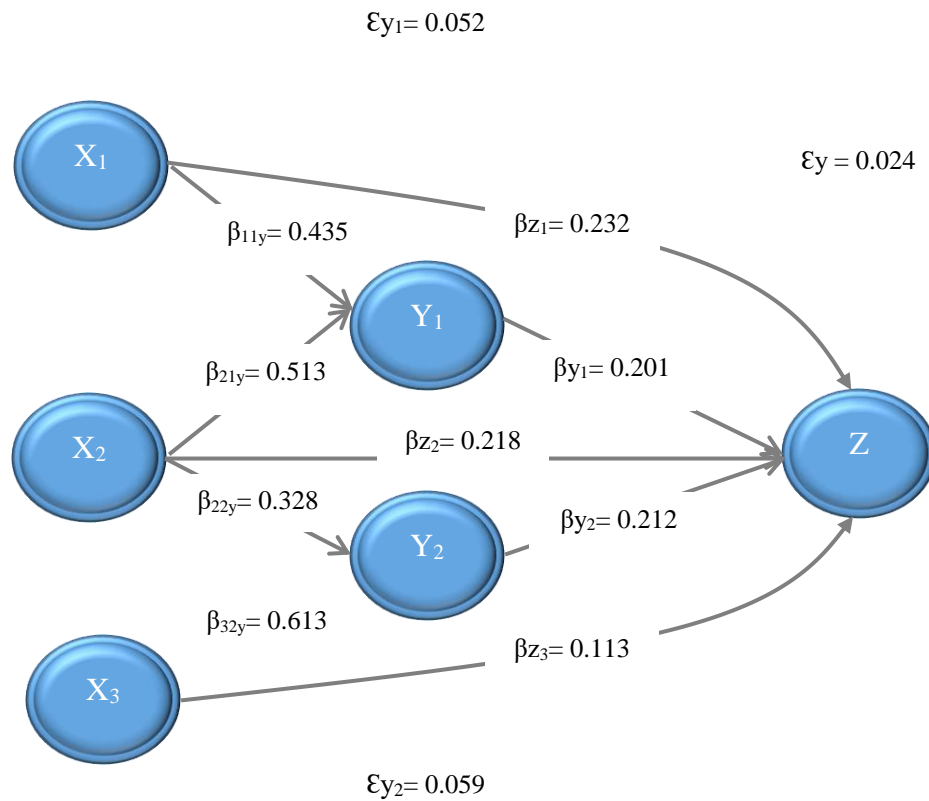 Ɛy₁= 0.052
X₁
Ɛy = 0.024
βz₁= 0.232
β₁₁y= 0.435
Y₁
βy₁= 0.201
β₂₁y= 0.513
X₂
βz₂= 0.218
Z
β₂₂y= 0.328
βy₂= 0.212
Y₂
β₃₂y= 0.613
βz₃= 0.113
X₃
Ɛy₂= 0.059